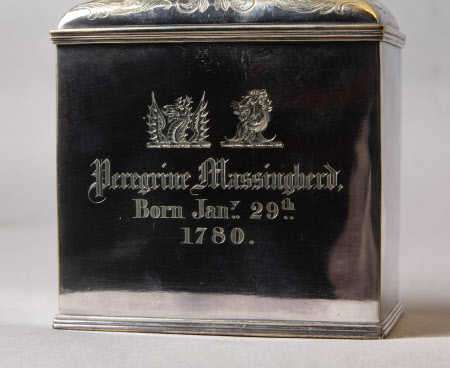 Peregrine Massingberd,
Born Jany. 29th
1780.